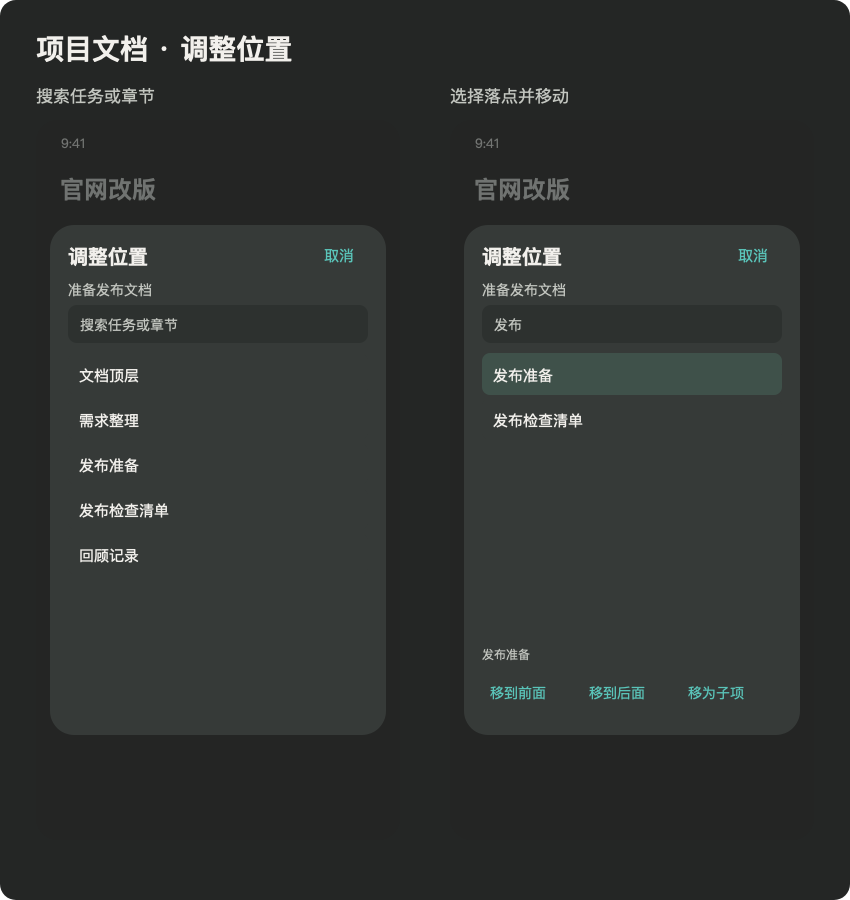 项目文档 · 调整位置
搜索任务或章节
9:41
官网改版
调整位置
取消
准备发布文档
搜索任务或章节
文档顶层
需求整理
发布准备
发布检查清单
回顾记录
选择落点并移动
9:41
官网改版
调整位置
取消
准备发布文档
发布
发布准备
发布检查清单
发布准备
移到前面
移到后面
移为子项